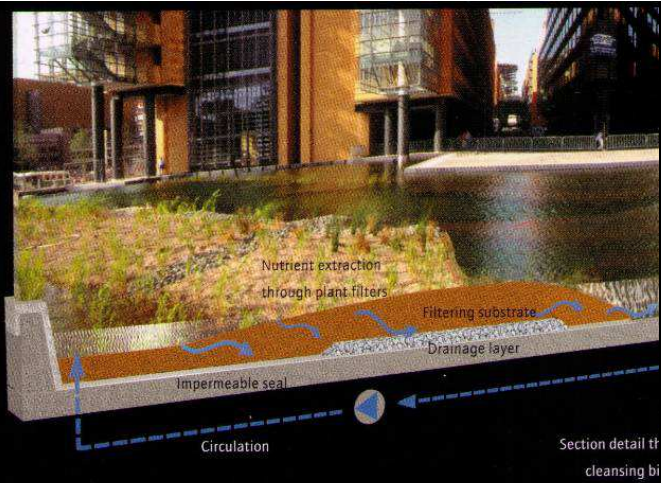 Nutrient extraction
through plant filters
Filtering substrate
Drainage layer
Impermeable seal
Circulation
Section detail th
cleansing bi